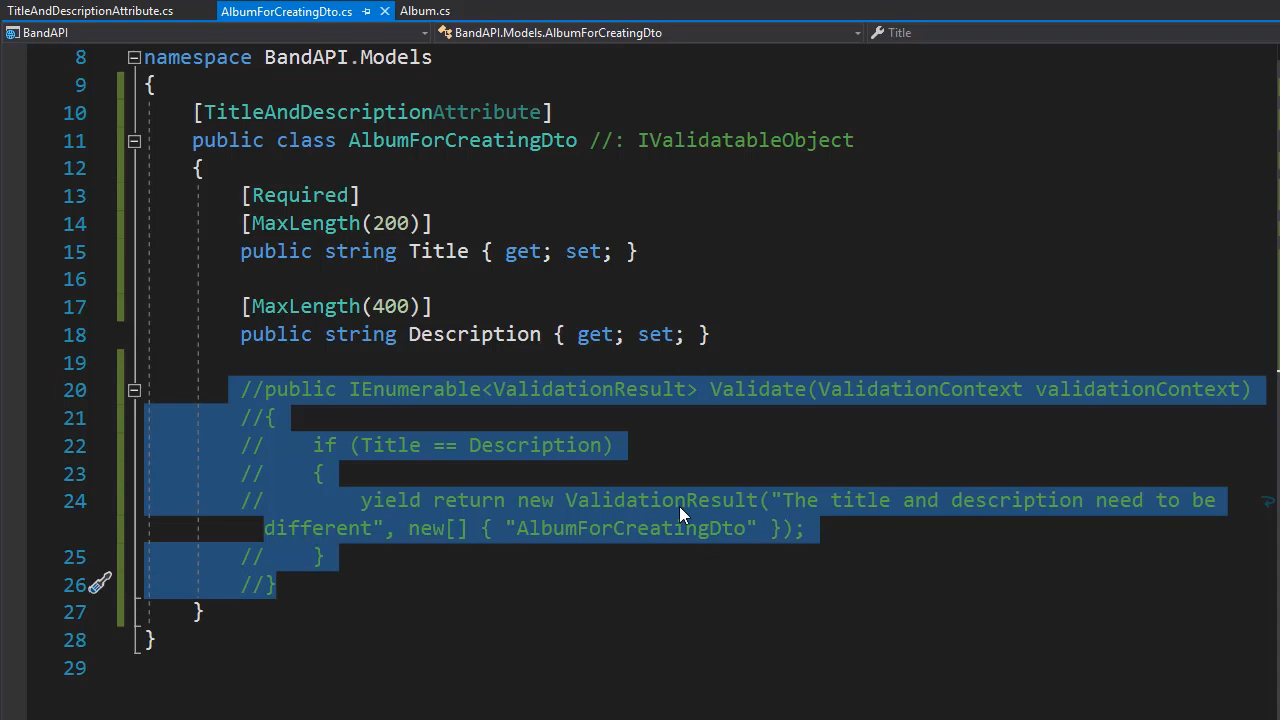 TitleAndDescriptionAttribute.cs AlbumForCreatingDto.cs Album.cs
BandAPI BandAPI.Models.AlbumForCreatingDto Title
8 namespace BandAPI.Models
9 {
10 [TitleAndDescriptionAttribute]
11 public class AlbumForCreatingDto //: IValidatableObject
12 {
13 [Required]
14 [MaxLength(200)]
15 public string Title { get; set; }
16
17 [MaxLength(400)]
18 public string Description { get; set; }
19
20 //public IEnumerable<ValidationResult> Validate(ValidationContext validationContext)
21 //{
22 // if (Title == Description)
23 // {
24 // yield return new ValidationResult("The title and description need to be
different", new[] { "AlbumForCreatingDto" });
25 // }
26 //}
27 }
28 }
29